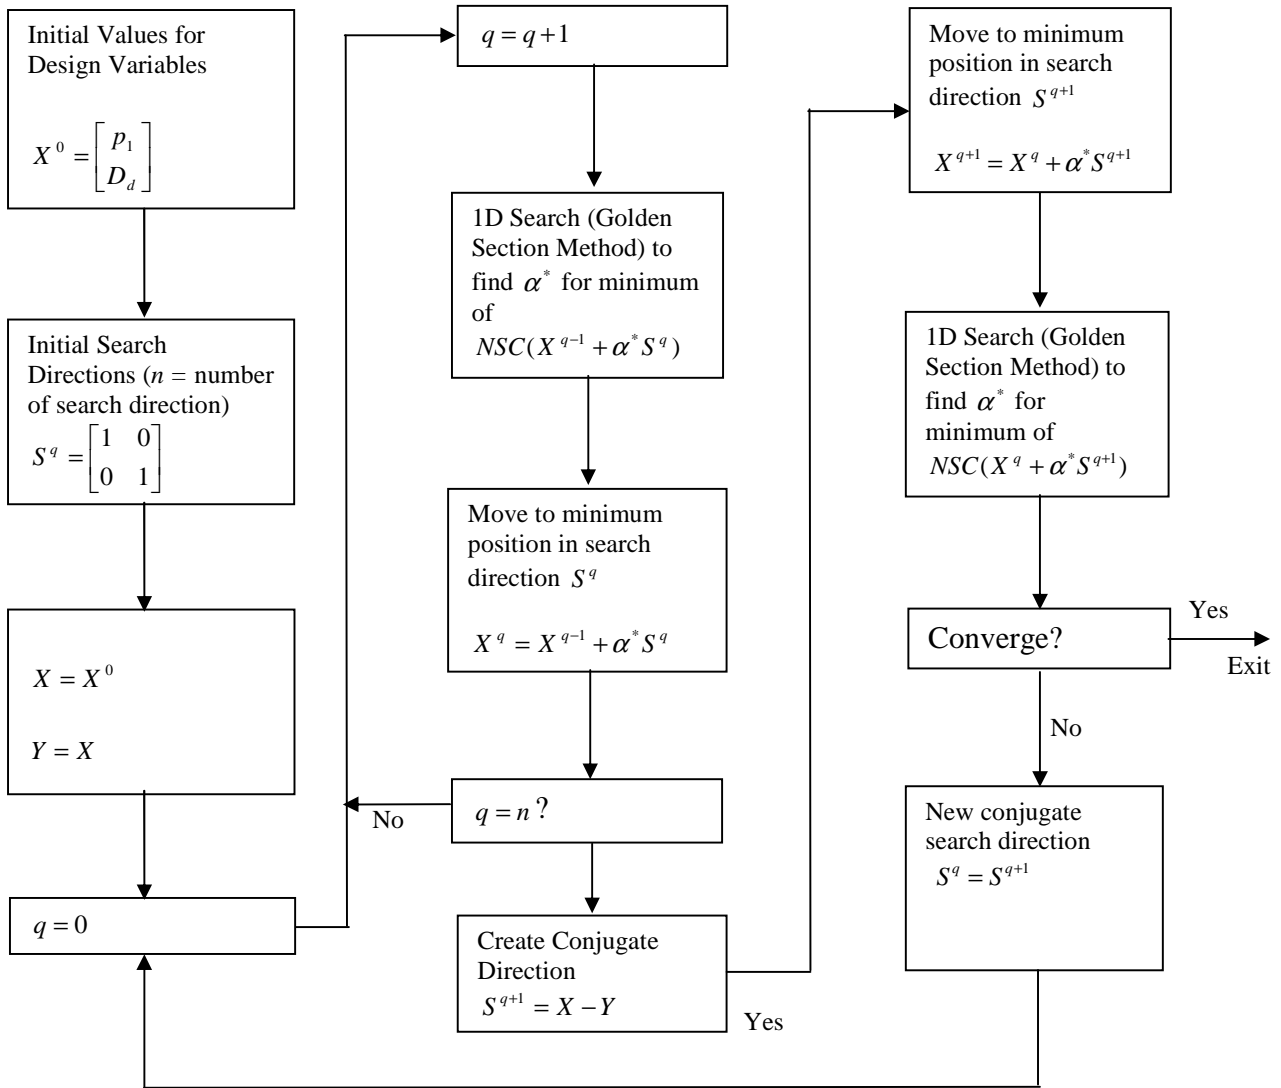 Initial Values for
Design Variables
X^0 = [p_1
D_d]
Initial Search
Directions (n = number
of search direction)
S^q = [1 0
0 1]
X = X^0
Y = X
q = 0
q = q+1
1D Search (Golden
Section Method) to
find α^* for minimum
of
NSC(X^{q-1} + α^* S^q)
Move to minimum
position in search
direction S^q
X^q = X^{q-1} + α^* S^q
q = n ?
No
Create Conjugate
Direction
S^{q+1} = X - Y
Yes
Move to minimum
position in search
direction S^{q+1}
X^{q+1} = X^q + α^* S^{q+1}
1D Search (Golden
Section Method) to
find α^* for
minimum of
NSC(X^q + α^* S^{q+1})
Converge?
Yes
Exit
No
New conjugate
search direction
S^q = S^{q+1}